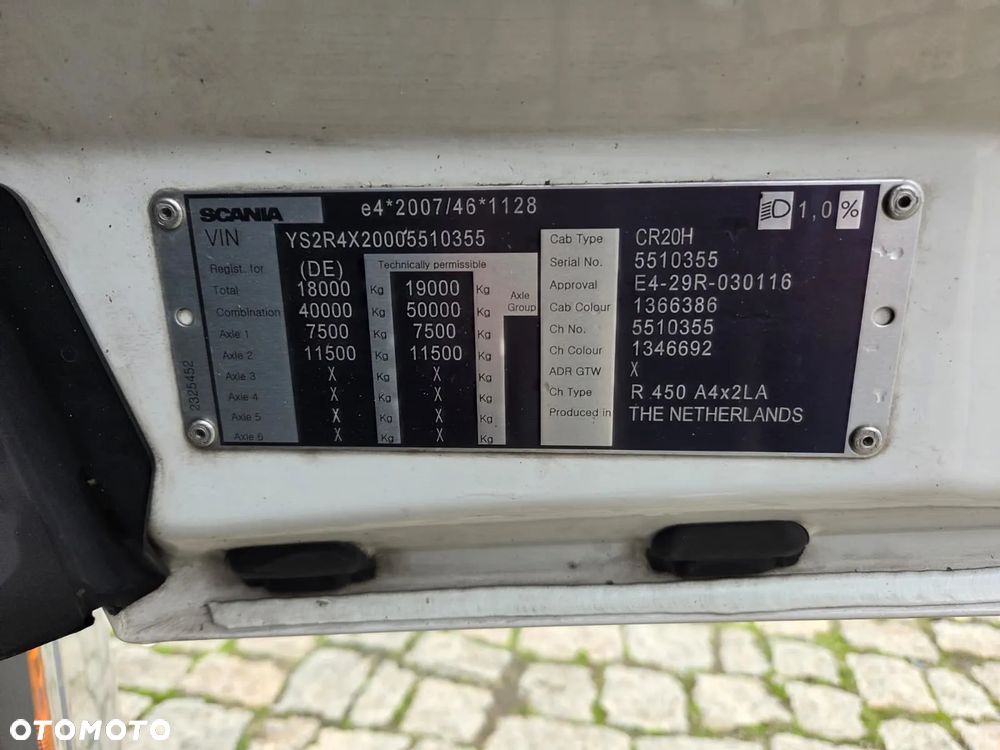 SCANIA e4*2007/46*1128 1,0%
VIN YS2R4X20005510355
Regist. for (DE) Technically permissible
Total 18000 Kg 19000 Kg Axle Group
Combination 40000 Kg 50000 Kg
Axle 1 7500 Kg 7500 Kg
Axle 2 11500 Kg 11500 Kg
Axle 3 X Kg X Kg
Axle 4 X Kg X Kg
Axle 5 X Kg X Kg
Axle 6 X Kg X Kg
2325452
Cab Type CR20H
Serial No. 5510355
Approval E4-29R-030116
Cab Colour 1366386
Ch No. 5510355
Ch Colour 1346692
ADR GTW X
Ch Type R 450 A4x2LA
Produced in THE NETHERLANDS
OTOMOTO